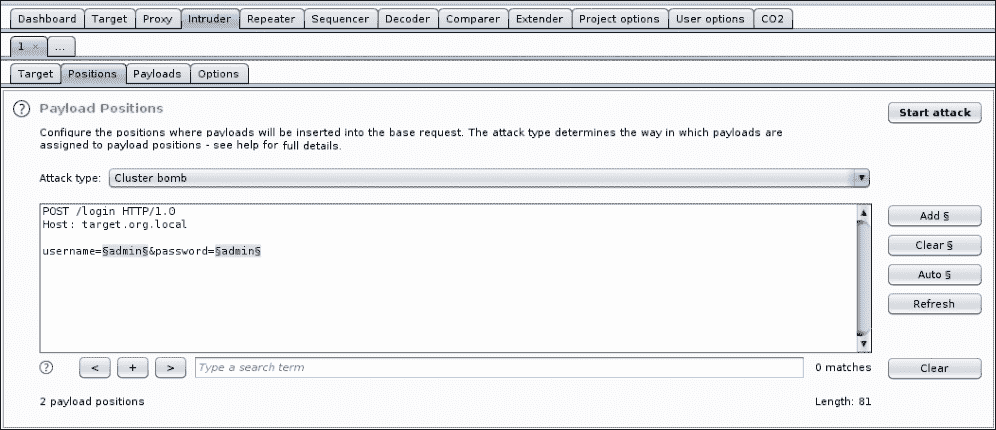 Dashboard Target Proxy Intruder Repeater Sequencer Decoder Comparer Extender Project options User options CO2
1 × ...
Target Positions Payloads Options
? Payload Positions
Start attack
Configure the positions where payloads will be inserted into the base request. The attack type determines the way in which payloads are
assigned to payload positions - see help for full details.
Attack type: Cluster bomb
POST /login HTTP/1.0
Host: target.org.local
username=§admin§&password=§admin§
Add §
Clear §
Auto §
Refresh
? < + > Type a search term 0 matches Clear
2 payload positions Length: 81